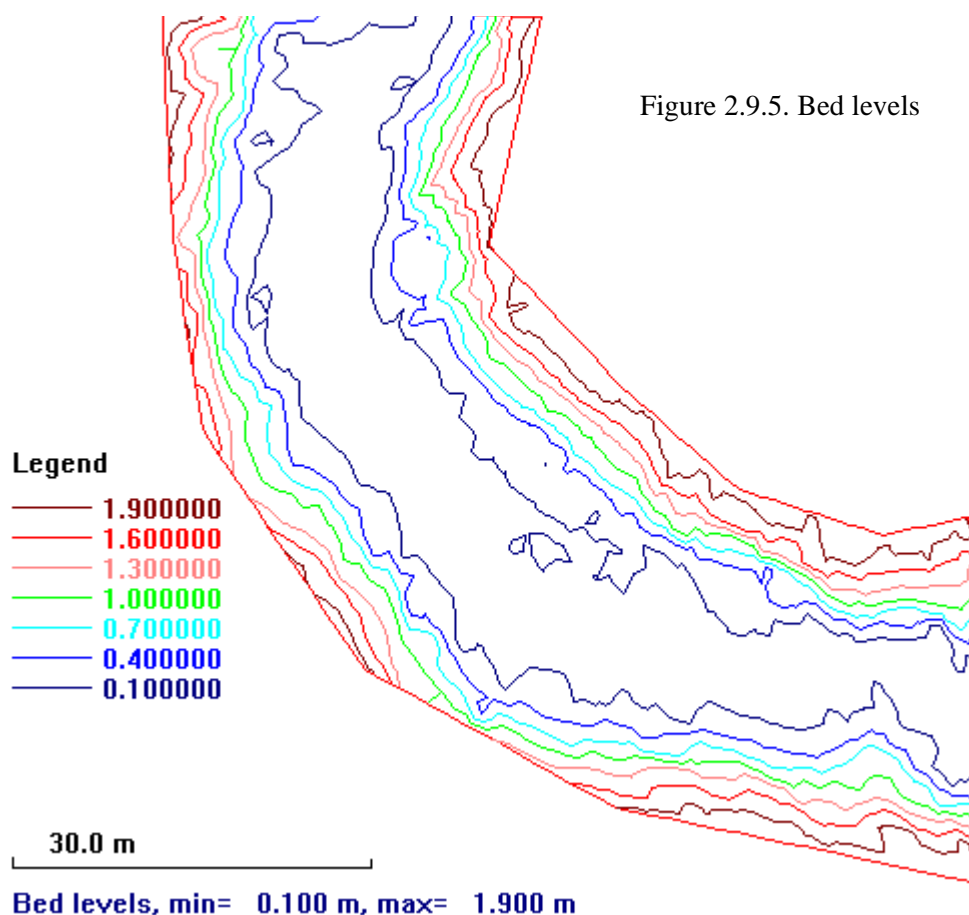 Figure 2.9.5. Bed levels
Legend
1.900000
1.600000
1.300000
1.000000
0.700000
0.400000
0.100000
30.0 m
Bed levels, min= 0.100 m, max= 1.900 m